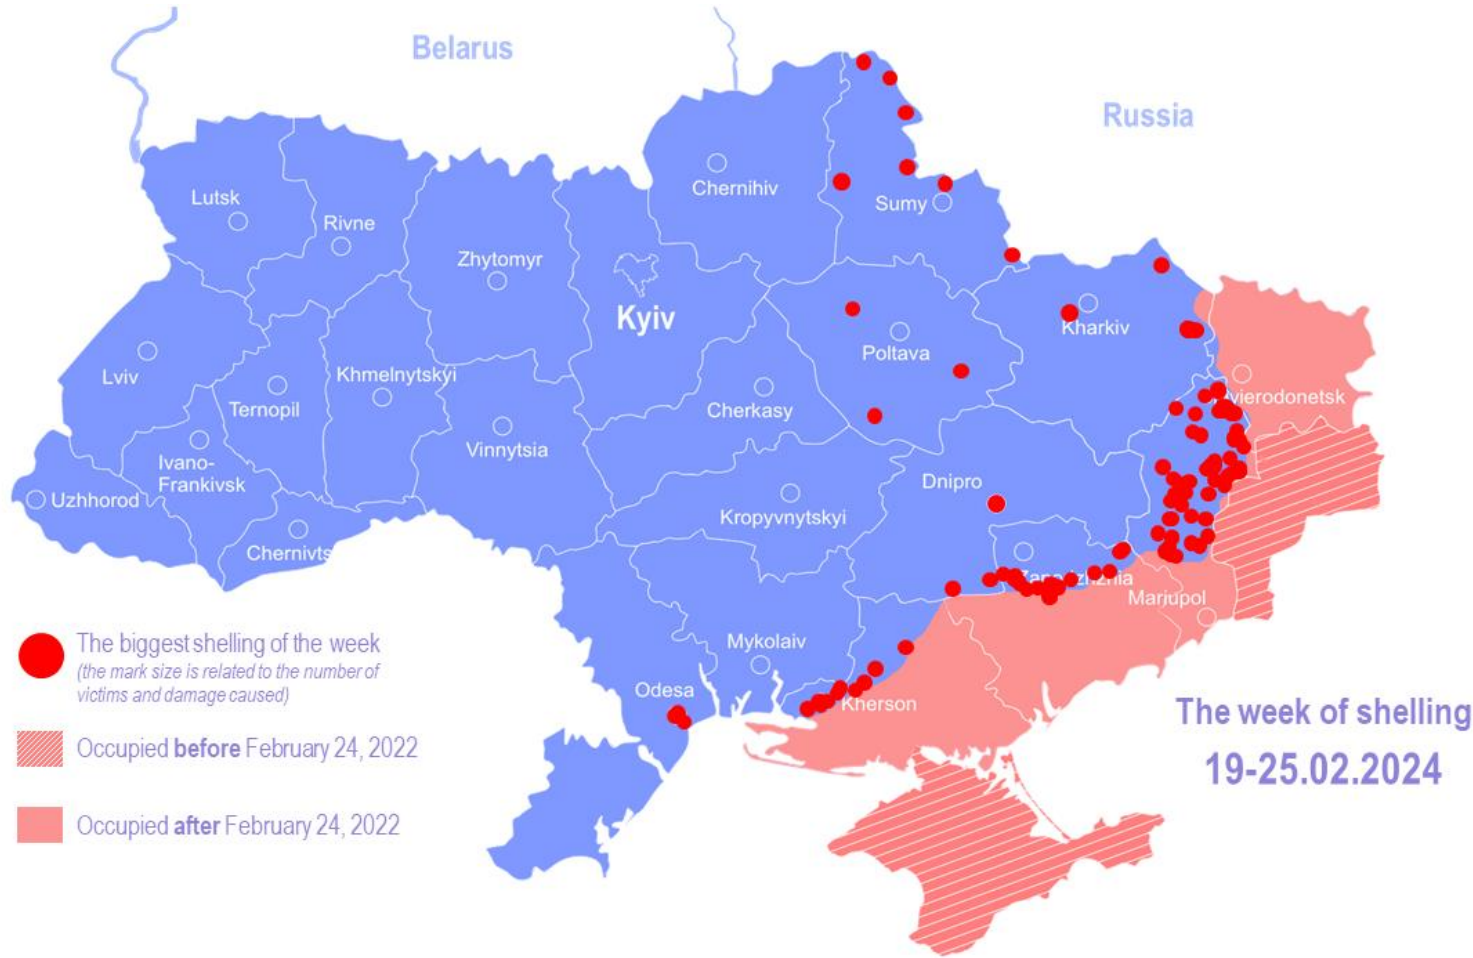 Belarus
Russia
Chernihiv
Lutsk
Sumy
Rivne
Zhytomyr
Kyiv
Kharkiv
Poltava
Lviv
Khmelnytskyi
Ternopil
Cherkasy
vierodonetsk
Vinnytsia
Ivano-
Frankivsk
Dnipro
Uzhhorod
Kropyvnytskyi
Chernivts
Zaporizhzhia
Mariupol
The biggest shelling of the week
(the mark size is related to the number of
victims and damage caused)
Mykolaiv
Odesa
Kherson
The week of shelling
19-25.02.2024
Occupied before February 24, 2022
Occupied after February 24, 2022